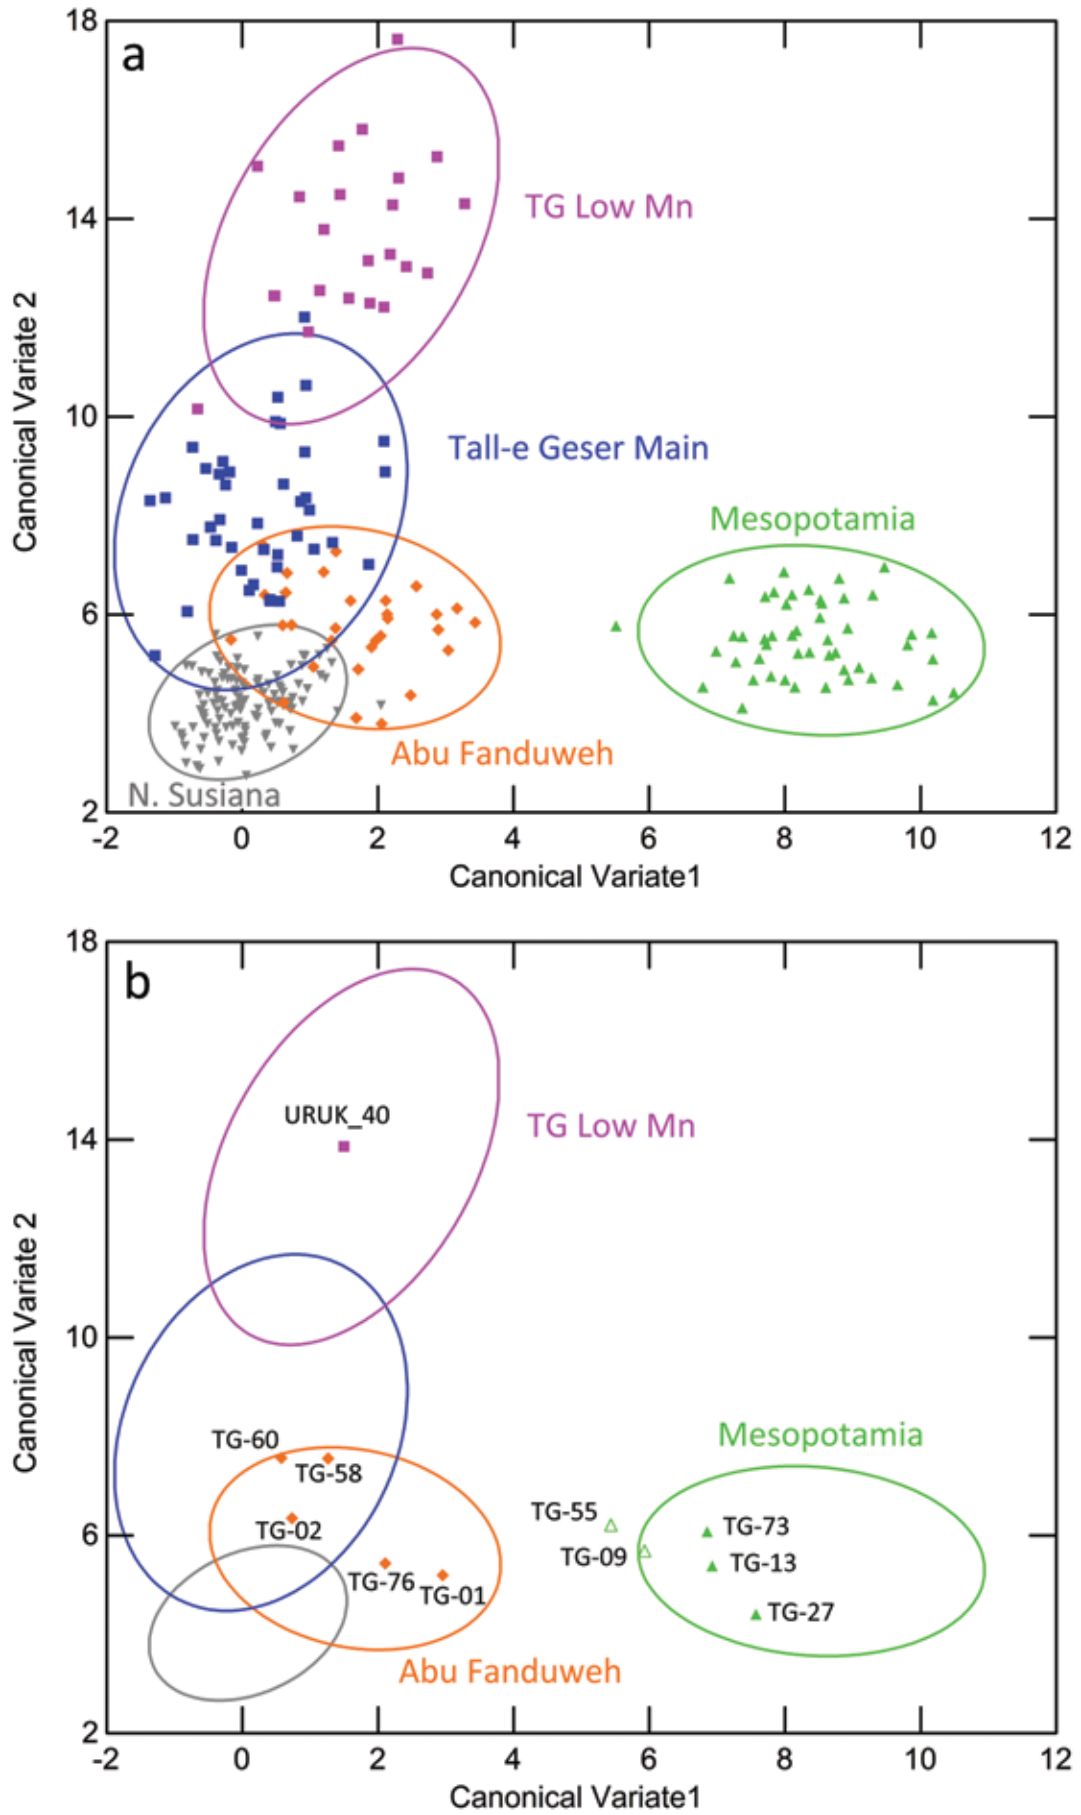 18
a
TG Low Mn
14
Canonical Variate 2
10
Tall-e Geser Main
Mesopotamia
6
Abu Fanduweh
N. Susiana
2
-2 0 2 4 6 8 10 12
Canonical Variate1
18
b
URUK_40
TG Low Mn
14
Canonical Variate 2
10
TG-60
Mesopotamia
TG-58
TG-55
TG-73
6
TG-02
TG-09
TG-13
TG-76
TG-01
TG-27
Abu Fanduweh
2
-2 0 2 4 6 8 10 12
Canonical Variate1